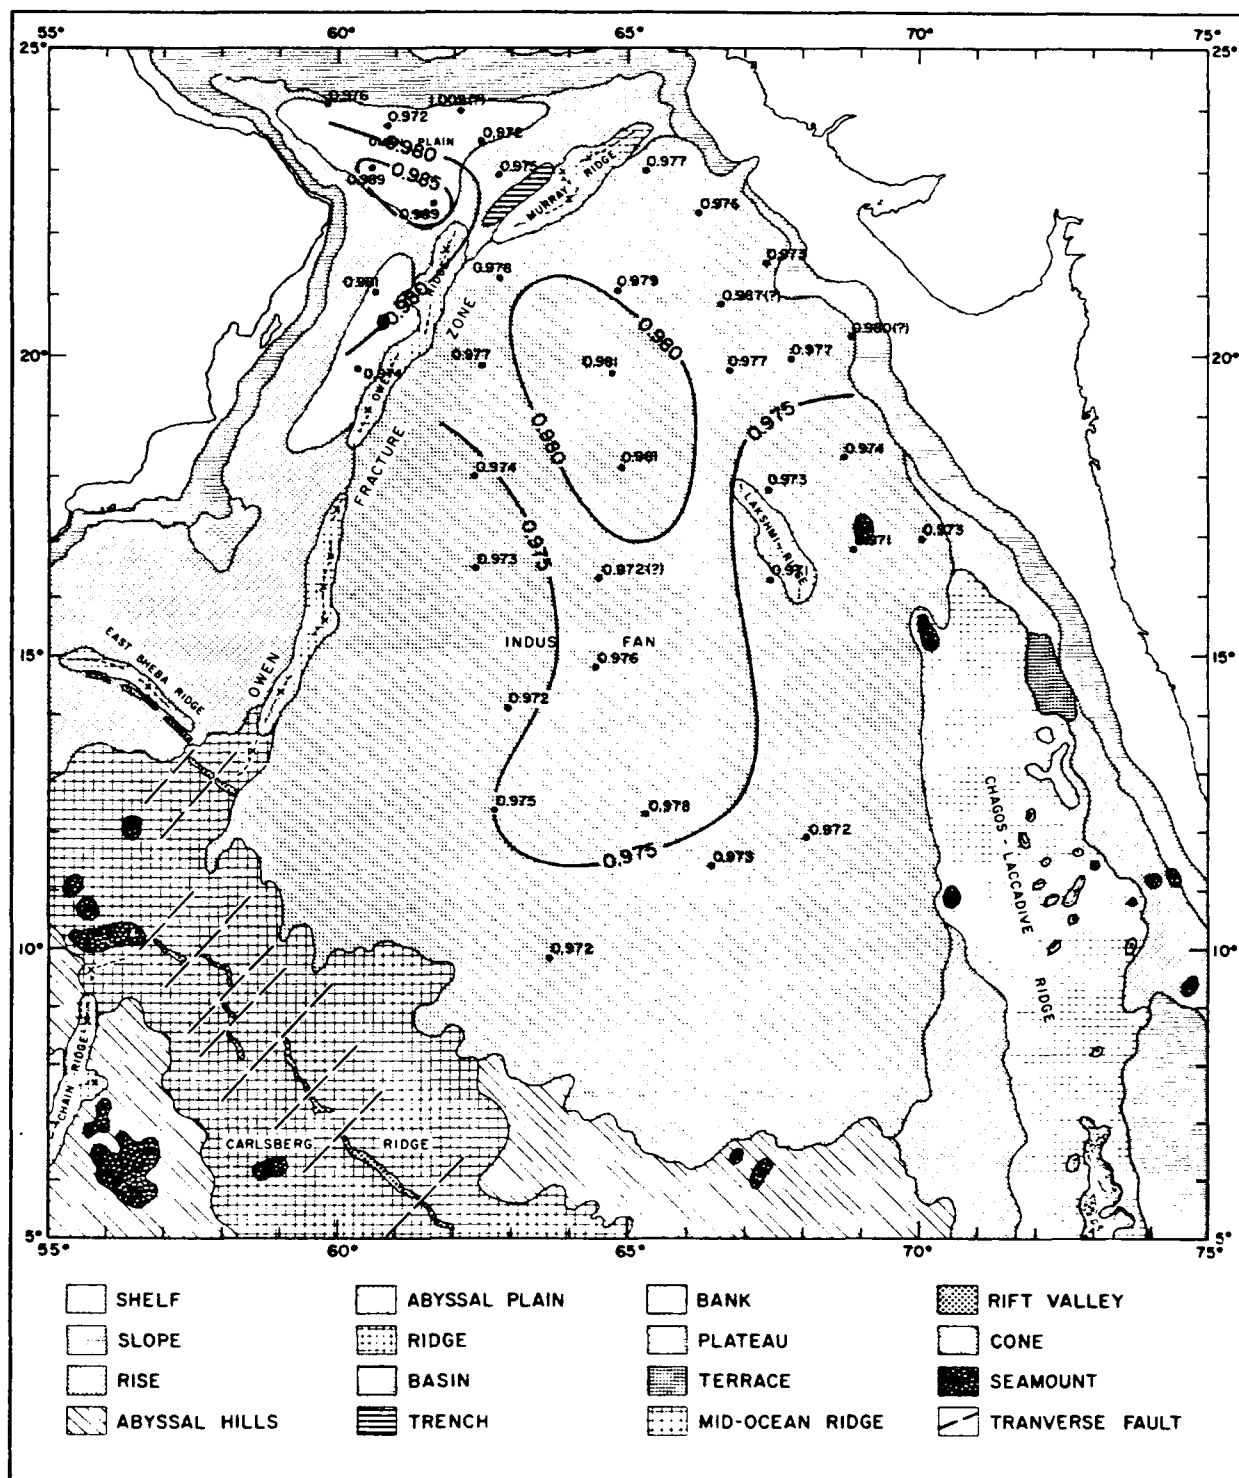 55° 60° 65° 70° 75°
25° 25°
0.976
1.009(?)
0.972
PLAIN
0.972
0.980
0.985
0.989
0.975
0.977
MURRAY RIDGE
0.989
0.976
0.973
0.978
0.981
0.979
0.987(?)
0.980
RIDGE
ZONE
0.980(?)
0.980
20° 20°
0.977
0.981
0.977
0.977
0.974
OWEN
0.975
0.980
FRACTURE
0.974
0.981
0.974
0.973
LAKSHMI RIDGE
0.975
0.973
0.971
0.973
0.972(?)
0.971
INDUS FAN
EAST SHEBA RIDGE
15° 15°
0.976
OWEN
0.972
0.975
0.978
0.972
0.975
0.973
CHAGOS - LACCADIVE
RIDGE
10° 10°
0.972
CHAIN RIDGE
CARLSBERG RIDGE
5° 5°
55° 60° 65° 70° 75°
SHELF ABYSSAL PLAIN BANK RIFT VALLEY
SLOPE RIDGE PLATEAU CONE
RISE BASIN TERRACE SEAMOUNT
ABYSSAL HILLS TRENCH MID-OCEAN RIDGE TRANVERSE FAULT